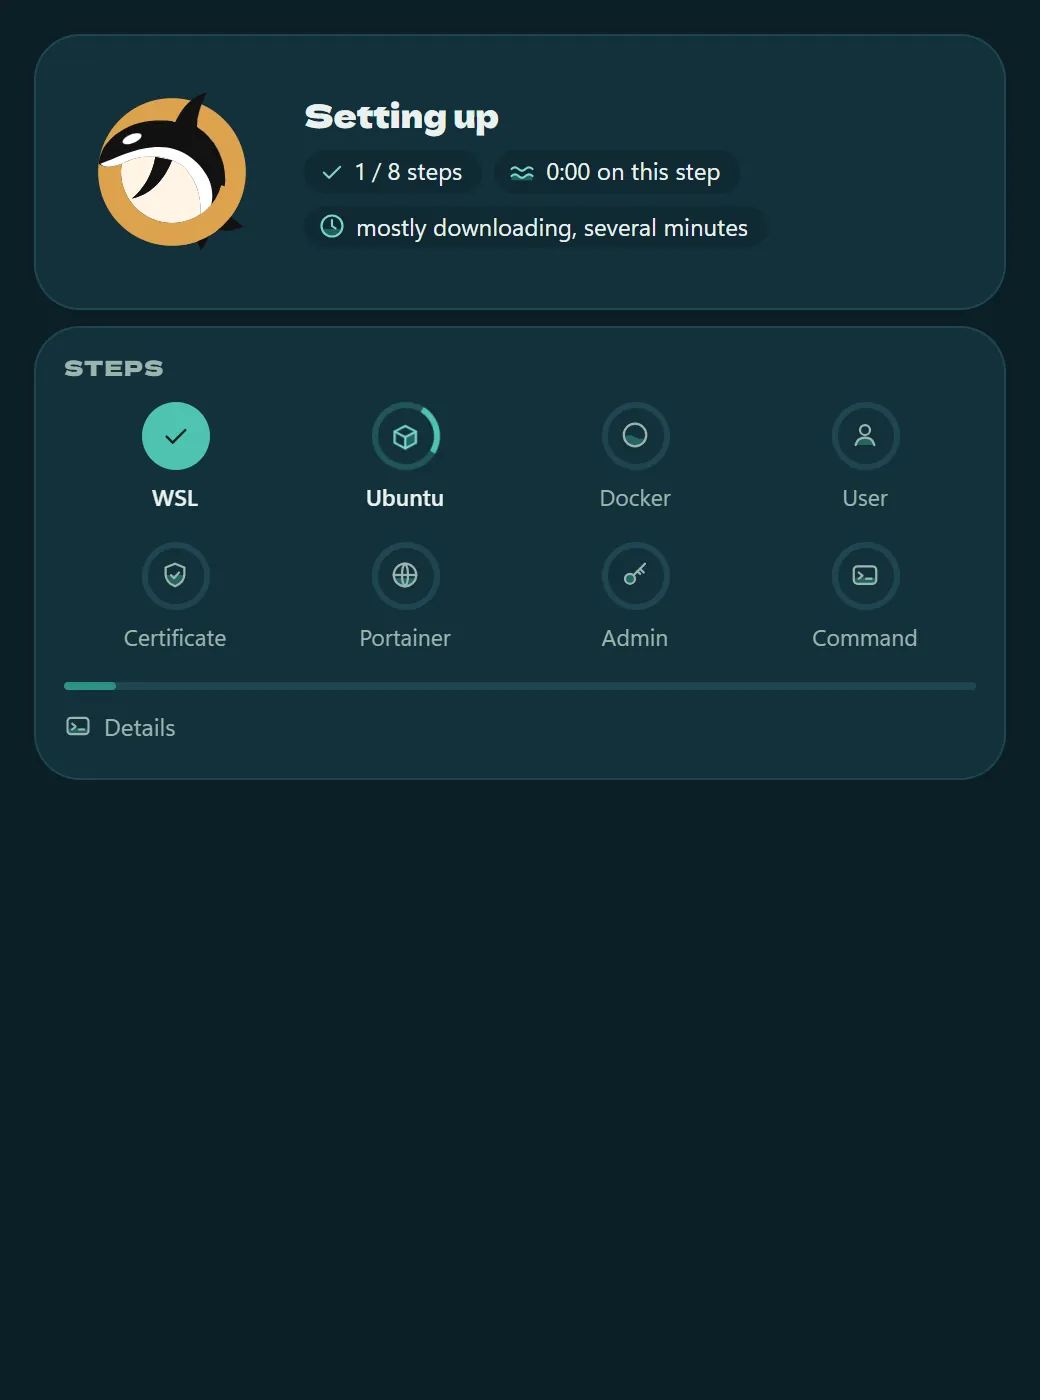 Setting up
1 / 8 steps
0:00 on this step
mostly downloading, several minutes
STEPS
WSL
Ubuntu
Docker
User
Certificate
Portainer
Admin
Command
Details